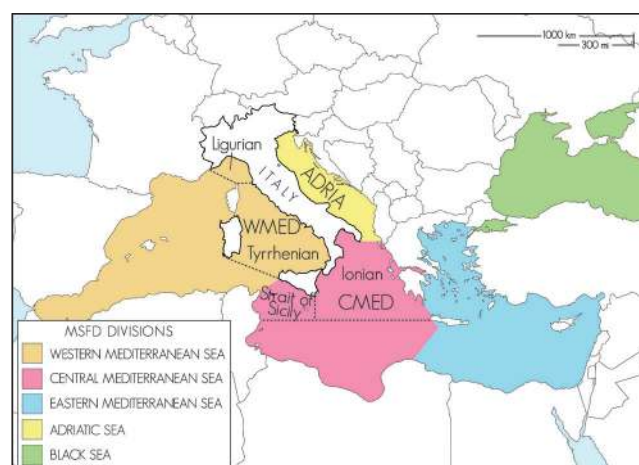 1000 km
300 mi
Ligurian
ITALY
ADRIA
WMED
Tyrrhenian
Ionian
CMED
Strait of
Sicily
MSFD DIVISIONS
WESTERN MEDITERRANEAN SEA
CENTRAL MEDITERRANEAN SEA
EASTERN MEDITERRANEAN SEA
ADRIATIC SEA
BLACK SEA